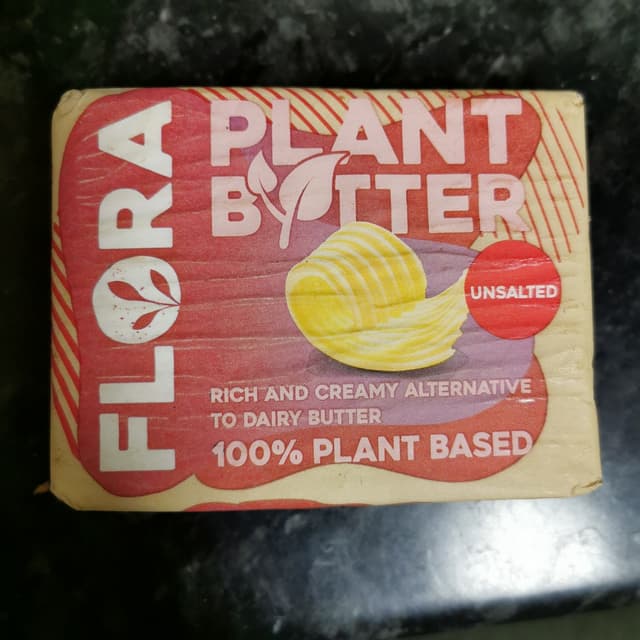 FLORA
PLANT
BUTTER
UNSALTED
RICH AND CREAMY ALTERNATIVE
TO DAIRY BUTTER
100% PLANT BASED